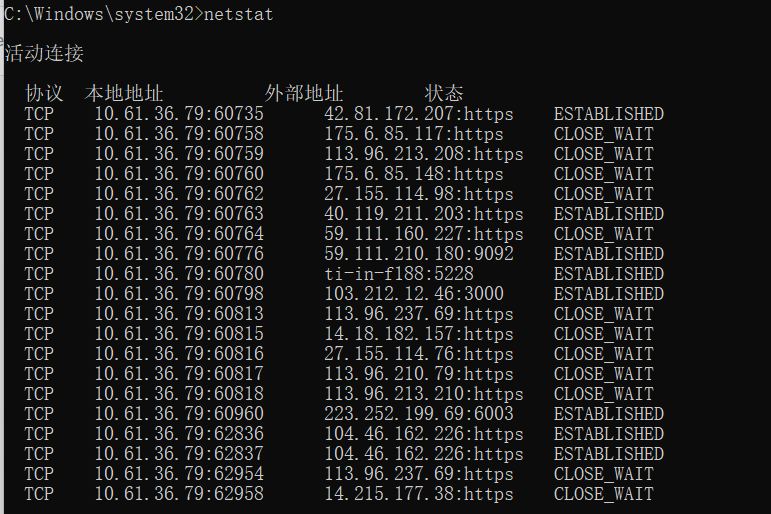 C:\Windows\system32>netstat
活动连接
协议 本地地址 外部地址 状态
TCP 10.61.36.79:60735 42.81.172.207:https ESTABLISHED
TCP 10.61.36.79:60758 175.6.85.117:https CLOSE_WAIT
TCP 10.61.36.79:60759 113.96.213.208:https CLOSE_WAIT
TCP 10.61.36.79:60760 175.6.85.148:https CLOSE_WAIT
TCP 10.61.36.79:60762 27.155.114.98:https CLOSE_WAIT
TCP 10.61.36.79:60763 40.119.211.203:https ESTABLISHED
TCP 10.61.36.79:60764 59.111.160.227:https CLOSE_WAIT
TCP 10.61.36.79:60776 59.111.210.180:9092 ESTABLISHED
TCP 10.61.36.79:60780 ti-in-f188:5228 ESTABLISHED
TCP 10.61.36.79:60798 103.212.12.46:3000 ESTABLISHED
TCP 10.61.36.79:60813 113.96.237.69:https CLOSE_WAIT
TCP 10.61.36.79:60815 14.18.182.157:https CLOSE_WAIT
TCP 10.61.36.79:60816 27.155.114.76:https CLOSE_WAIT
TCP 10.61.36.79:60817 113.96.210.79:https CLOSE_WAIT
TCP 10.61.36.79:60818 113.96.213.210:https CLOSE_WAIT
TCP 10.61.36.79:60960 223.252.199.69:6003 ESTABLISHED
TCP 10.61.36.79:62836 104.46.162.226:https ESTABLISHED
TCP 10.61.36.79:62837 104.46.162.226:https ESTABLISHED
TCP 10.61.36.79:62954 113.96.237.69:https CLOSE_WAIT
TCP 10.61.36.79:62958 14.215.177.38:https CLOSE_WAIT